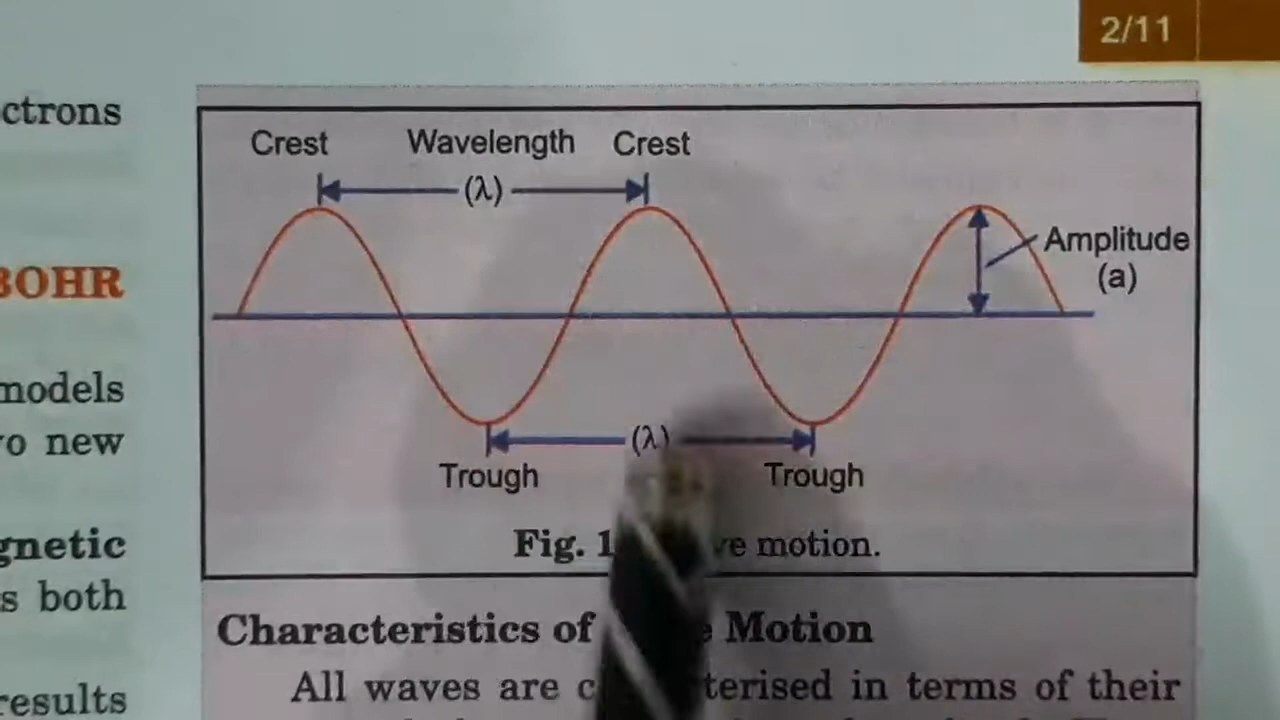 2/11
ctrons
BOHR
models
o new
gnetic
s both
results
Crest Wavelength Crest
(λ)
Amplitude
(a)
(λ)
Trough Trough
Fig. 1 ve motion.
Characteristics of Motion
All waves are terised in terms of their